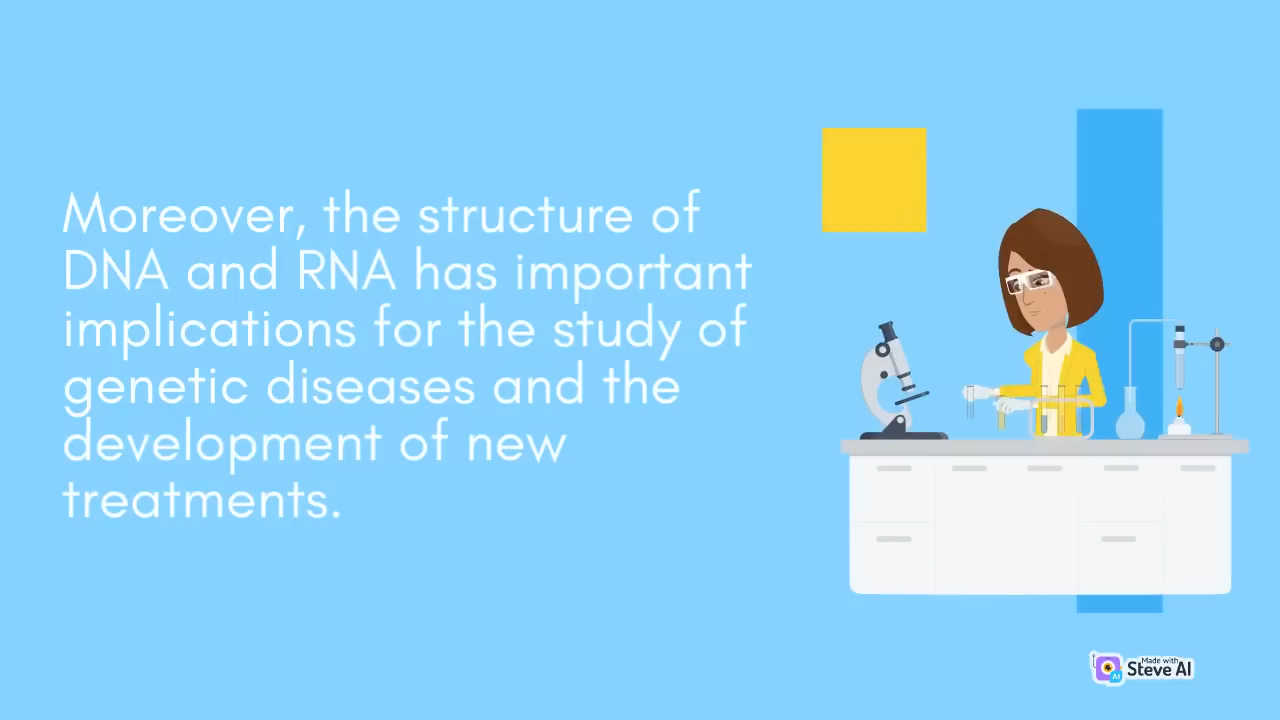 Moreover, the structure of
DNA and RNA has important
implications for the study of
genetic diseases and the
development of new
treatments.
Made with
Steve AI
AI